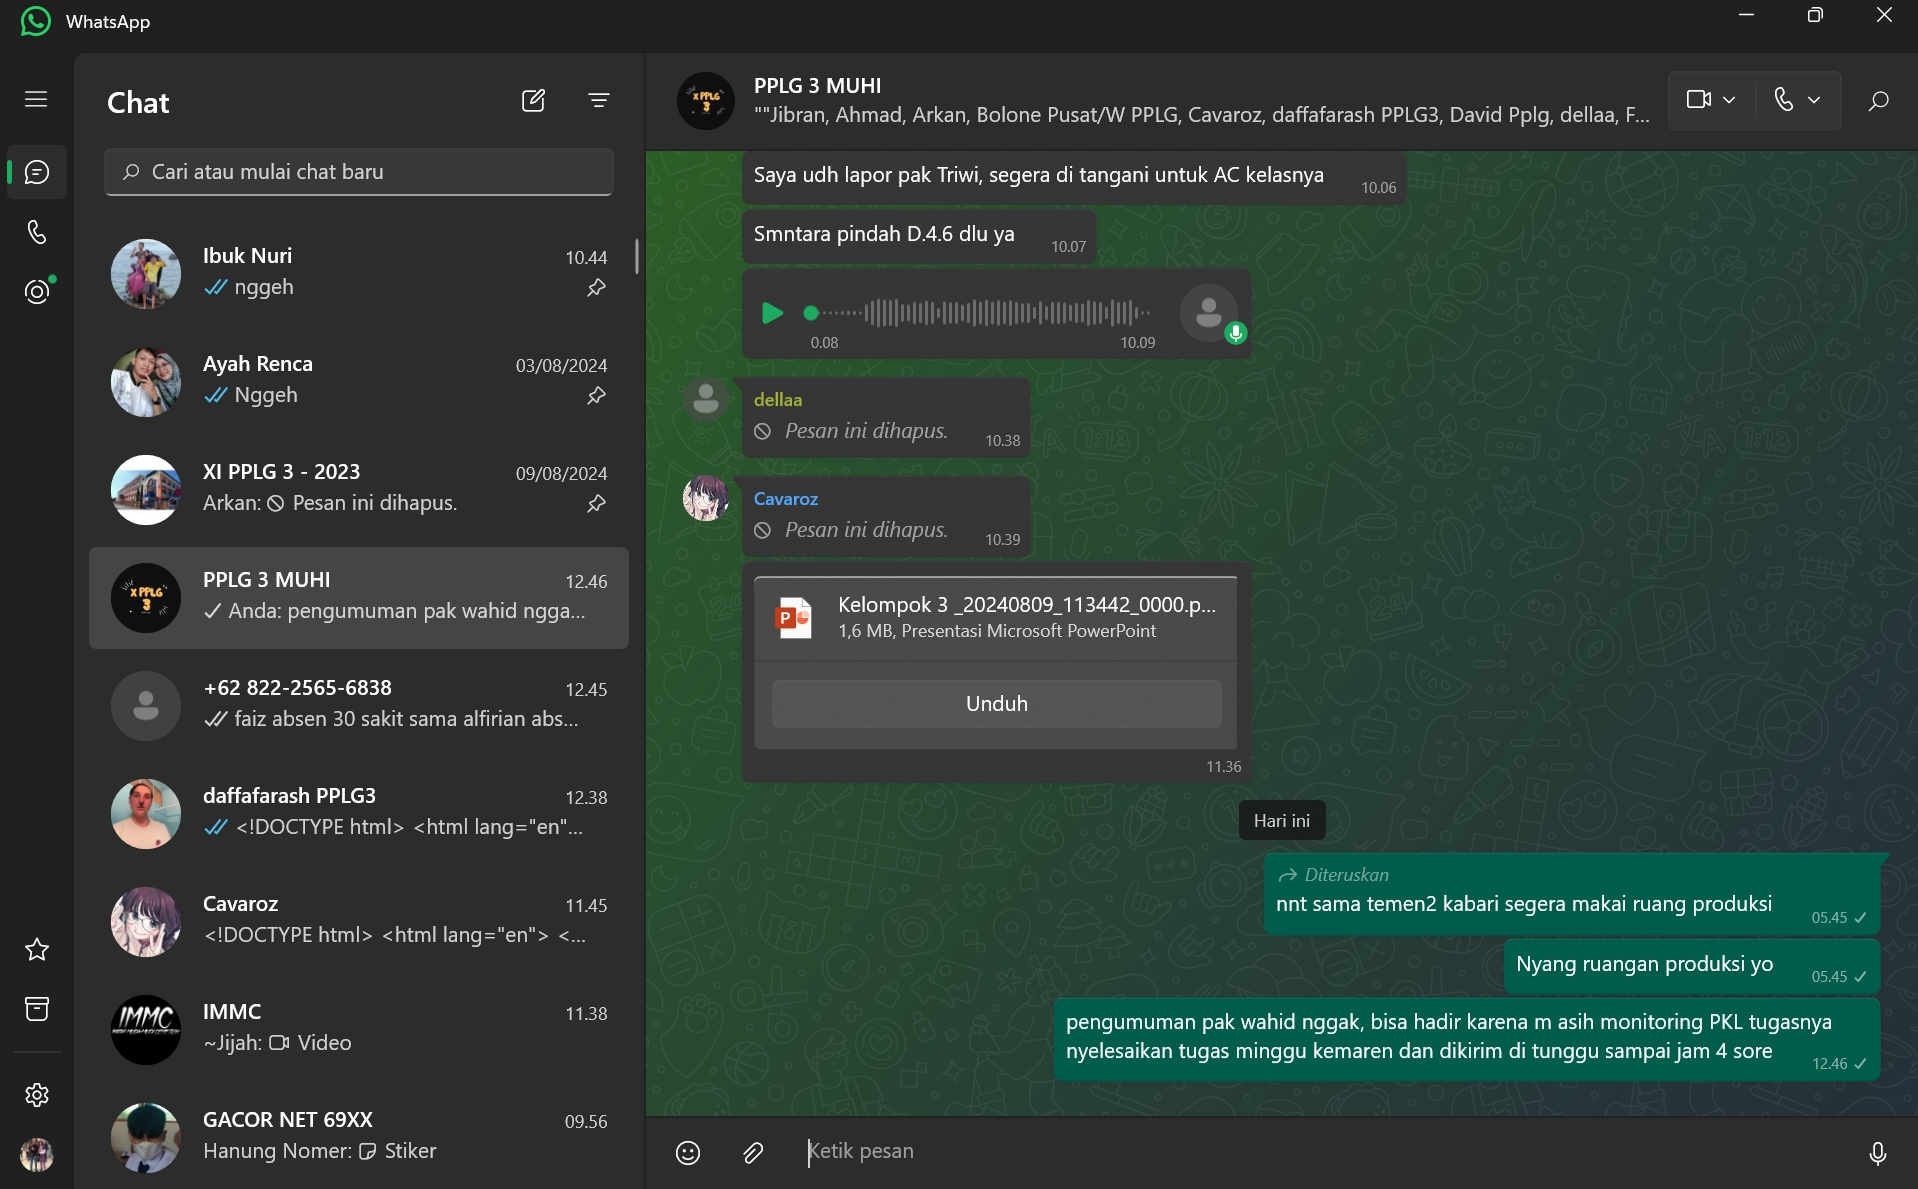 WhatsApp
Chat
Cari atau mulai chat baru
Ibuk Nuri
10.44
nggeh
Ayah Renca
03/08/2024
Nggeh
XI PPLG 3 - 2023
09/08/2024
Arkan: Pesan ini dihapus.
PPLG 3 MUHI
12.46
Anda: pengumuman pak wahid ngga...
+62 822-2565-6838
12.45
faiz absen 30 sakit sama alfirian abs...
daffafarash PPLG3
12.38
<!DOCTYPE html> <html lang="en"...
Cavaroz
11.45
<!DOCTYPE html> <html lang="en"> <...
IMMC
IMMC
11.38
~Jijah: Video
GACOR NET 69XX
09.56
Hanung Nomer: Stiker
X PPLG
3
PPLG 3 MUHI
""Jibran, Ahmad, Arkan, Bolone Pusat/W PPLG, Cavaroz, daffafarash PPLG3, David Pplg, dellaa, F...
Saya udh lapor pak Triwi, segera di tangani untuk AC kelasnya
10.06
Smntara pindah D.4.6 dlu ya
10.07
0.08
10.09
dellaa
Pesan ini dihapus.
10.38
Cavaroz
Pesan ini dihapus.
10.39
Kelompok 3 _20240809_113442_0000.p...
1,6 MB, Presentasi Microsoft PowerPoint
Unduh
11.36
Hari ini
Diteruskan
nnt sama temen2 kabari segera makai ruang produksi
05.45
Nyang ruangan produksi yo
05.45
pengumuman pak wahid nggak, bisa hadir karena m asih monitoring PKL tugasnya
nyelesaikan tugas minggu kemaren dan dikirim di tunggu sampai jam 4 sore
12.46
Ketik pesan